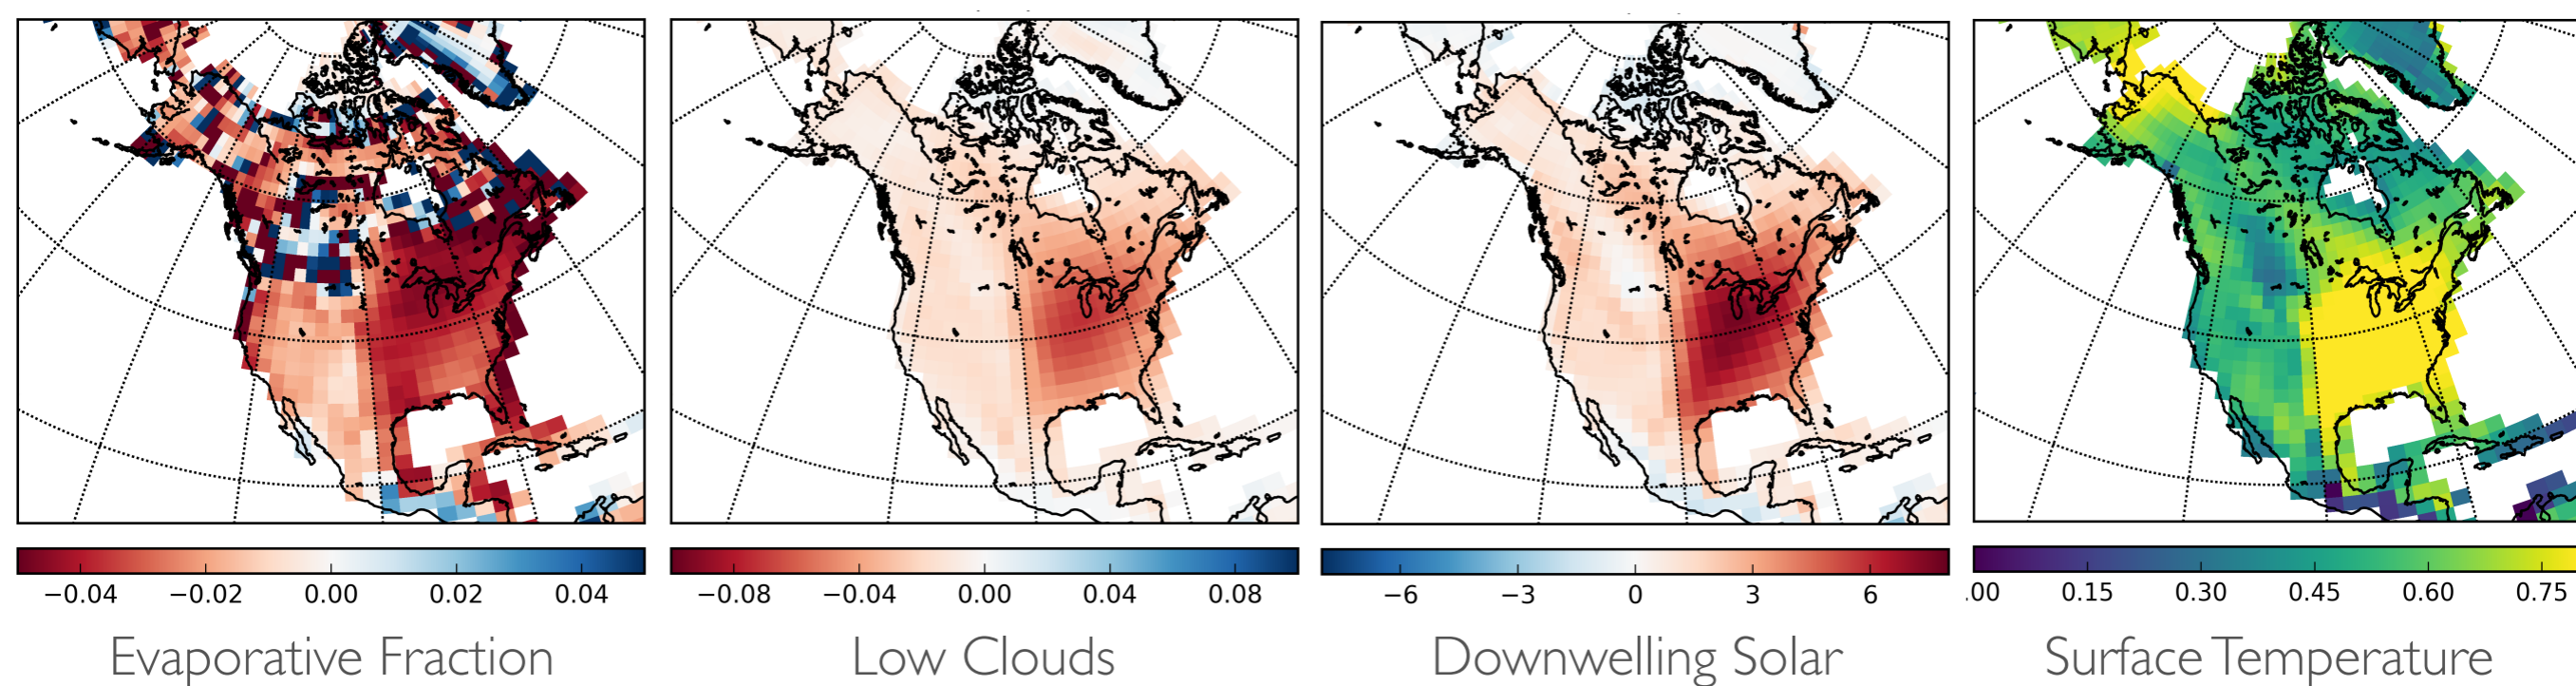 −0.04 −0.02 0.00 0.02 0.04
−0.08 −0.04 0.00 0.04 0.08
−6 −3 0 3 6
.00 0.15 0.30 0.45 0.60 0.75
Evaporative Fraction
Low Clouds
Downwelling Solar
Surface Temperature